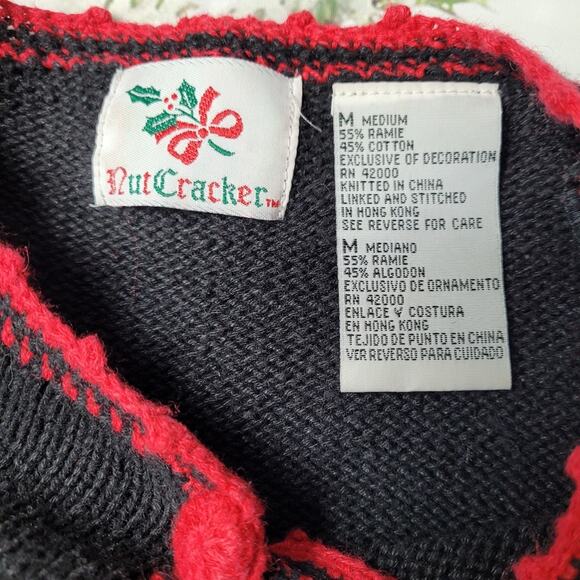 NutCracker™
M MEDIUM
55% RAMIE
45% COTTON
EXCLUSIVE OF DECORATION
RN 42000
KNITTED IN CHINA
LINKED AND STITCHED
IN HONG KONG
SEE REVERSE FOR CARE
M MEDIANO
55% RAMIE
45% ALGODON
EXCLUSIVO DE ORNAMENTO
RN 42000
ENLACE Y COSTURA
EN HONG KONG
TEJIDO DE PUNTO EN CHINA
VER REVERSO PARA CUIDADO